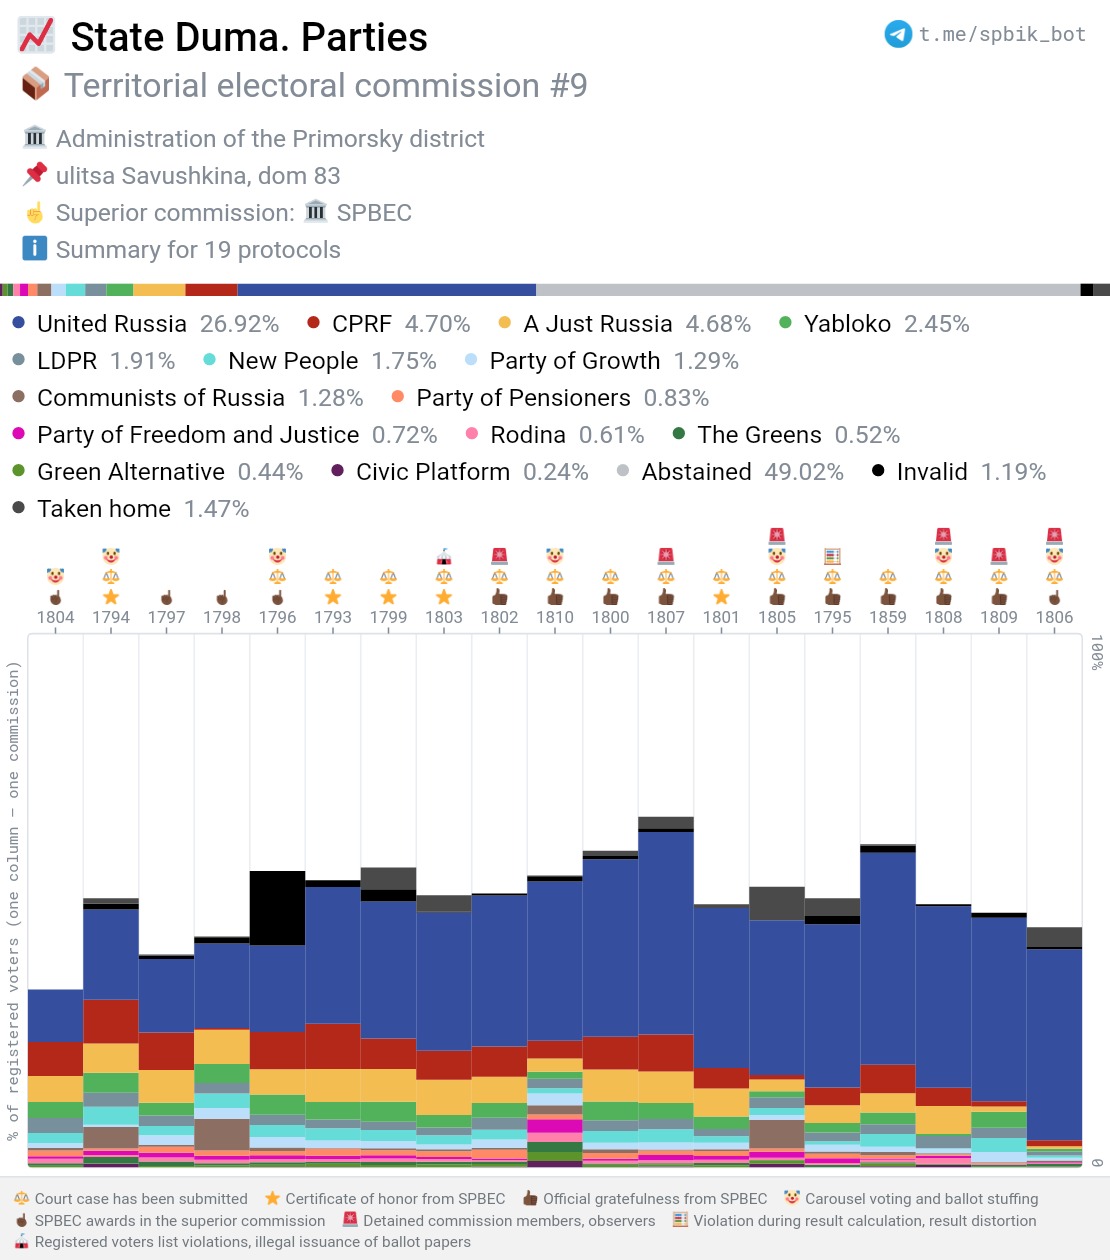 State Duma. Parties
t.me/spbik_bot
Territorial electoral commission #9
Administration of the Primorsky district
ulitsa Savushkina, dom 83
Superior commission: SPBEC
Summary for 19 protocols
United Russia 26.92% CPRF 4.70% A Just Russia 4.68% Yabloko 2.45%
LDPR 1.91% New People 1.75% Party of Growth 1.29%
Communists of Russia 1.28% Party of Pensioners 0.83%
Party of Freedom and Justice 0.72% Rodina 0.61% The Greens 0.52%
Green Alternative 0.44% Civic Platform 0.24% Abstained 49.02% Invalid 1.19%
Taken home 1.47%
1804 1794 1797 1798 1796 1793 1799 1803 1802 1810 1800 1807 1801 1805 1795 1859 1808 1809 1806
% of registered voters (one column – one commission)
100%
0
Court case has been submitted Certificate of honor from SPBEC Official gratefulness from SPBEC Carousel voting and ballot stuffing
SPBEC awards in the superior commission Detained commission members, observers Violation during result calculation, result distortion
Registered voters list violations, illegal issuance of ballot papers